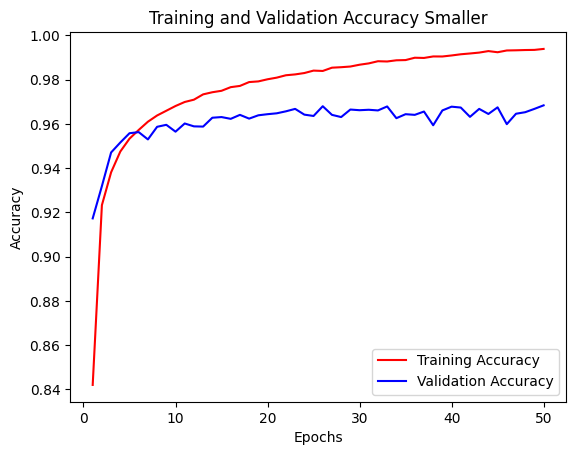 Training and Validation Accuracy Smaller
1.00
0.98
0.96
0.94
0.92
0.90
0.88
0.86
0.84
Accuracy
Training Accuracy
Validation Accuracy
0 10 20 30 40 50
Epochs